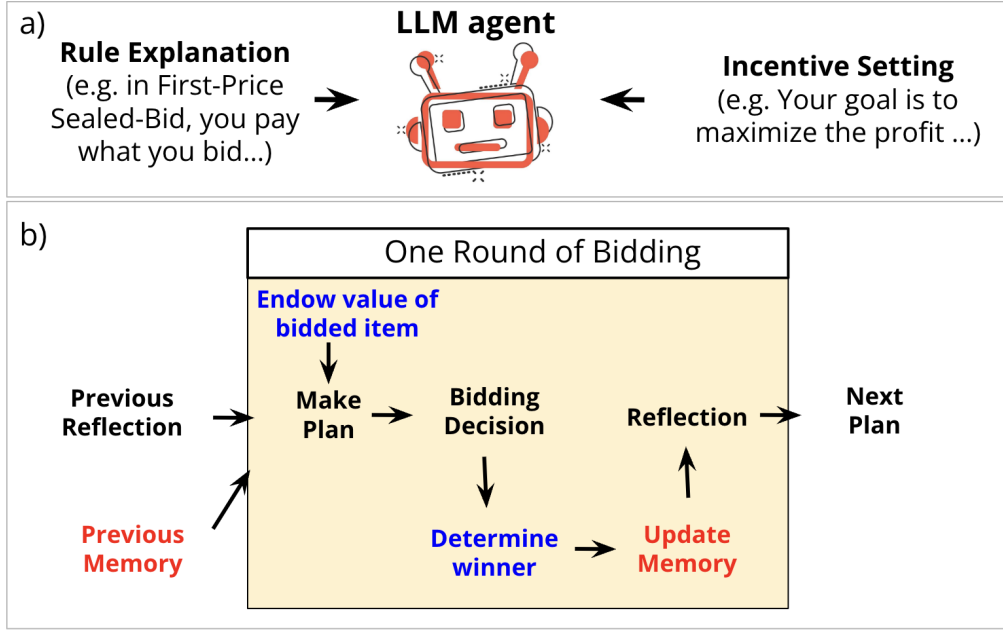 a)
LLM agent
Rule Explanation
(e.g. in First-Price
Sealed-Bid, you pay
what you bid...)
Incentive Setting
(e.g. Your goal is to
maximize the profit ...)
b)
One Round of Bidding
Endow value of
bidded item
Previous
Reflection
Make
Plan
Bidding
Decision
Reflection
Next
Plan
Previous
Memory
Determine
winner
Update
Memory